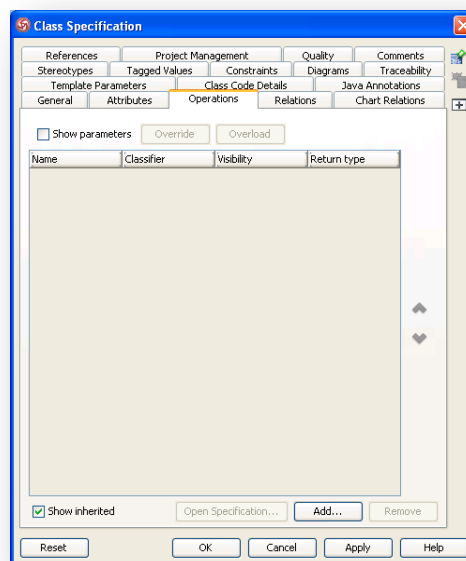 Class Specification
References Project Management Quality Comments
Stereotypes Tagged Values Constraints Diagrams Traceability
Template Parameters Class Code Details Java Annotations
General Attributes Operations Relations Chart Relations
Show parameters Override Overload
Name Classifier Visibility Return type
Show inherited Open Specification... Add... Remove
Reset OK Cancel Apply Help